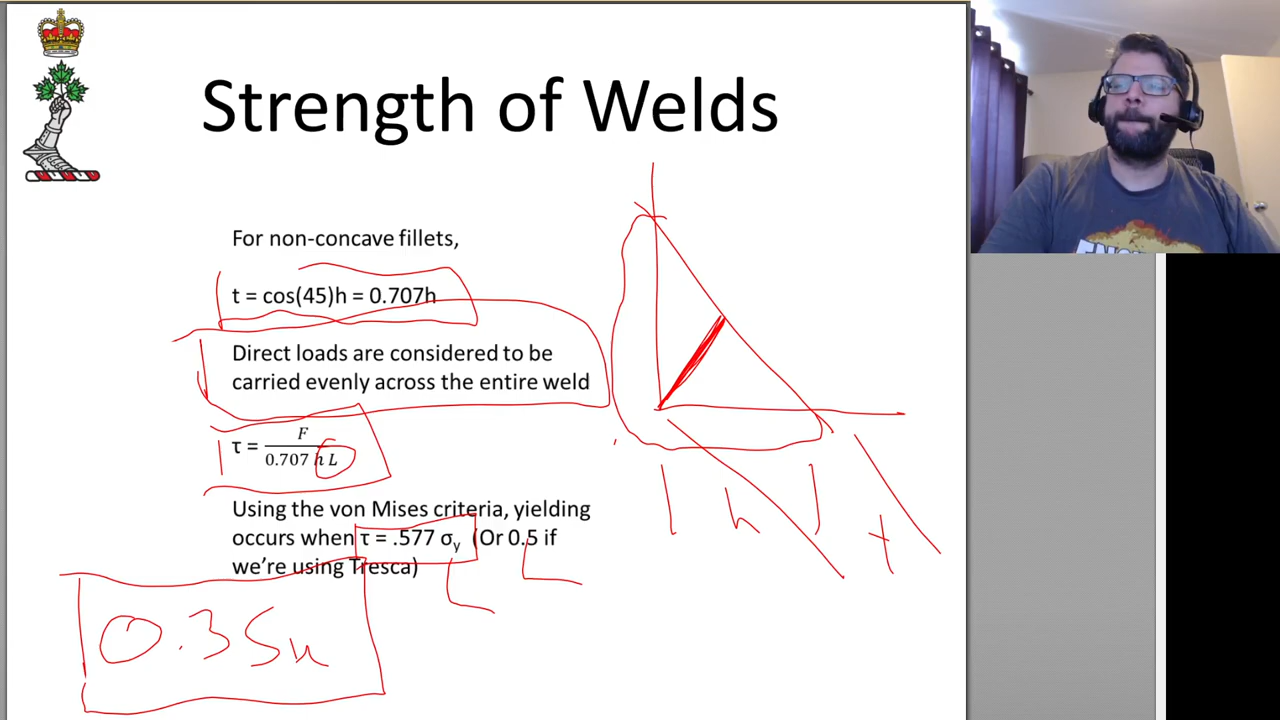 Strength of Welds
For non-concave fillets,
t = cos(45)h = 0.707h
Direct loads are considered to be
carried evenly across the entire weld
τ = F / 0.707 h L
Using the von Mises criteria, yielding
occurs when τ = .577 σy (Or 0.5 if
we're using Tresca)
0.3 Su
h
t